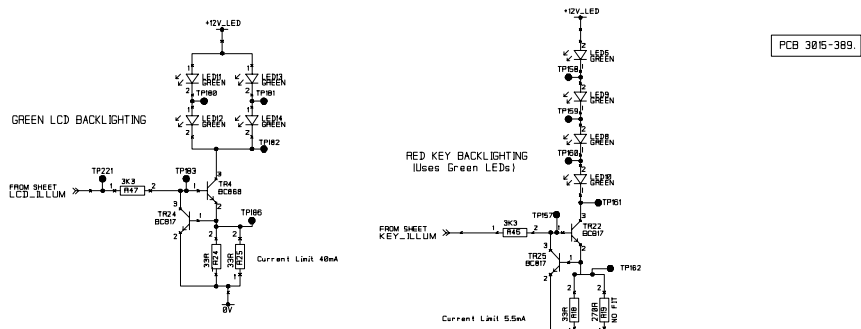 +12V_LED
LED11
GREEN
LED13
GREEN
TP180
TP181
LED12
GREEN
LED14
GREEN
TP182
GREEN LCD BACKLIGHTING
TP221
TP183
FROM SHEET
LCD_ILLUM
3K3
R47
TR4
BC868
TR24
BC817
TP186
33R
R24
33R
R25
Current Limit 40mA
0V
+12V_LED
LED5
GREEN
TP158
LED9
GREEN
TP159
LED8
GREEN
TP160
LED10
GREEN
TP161
RED KEY BACKLIGHTING
(Uses Green LEDs)
FROM SHEET
KEY_ILLUM
3K3
R45
TP157
TR22
BC817
TR25
BC817
TP162
33R
R18
270R
R19
NO FIT
Current Limit 5.5mA
PCB 3015-389.